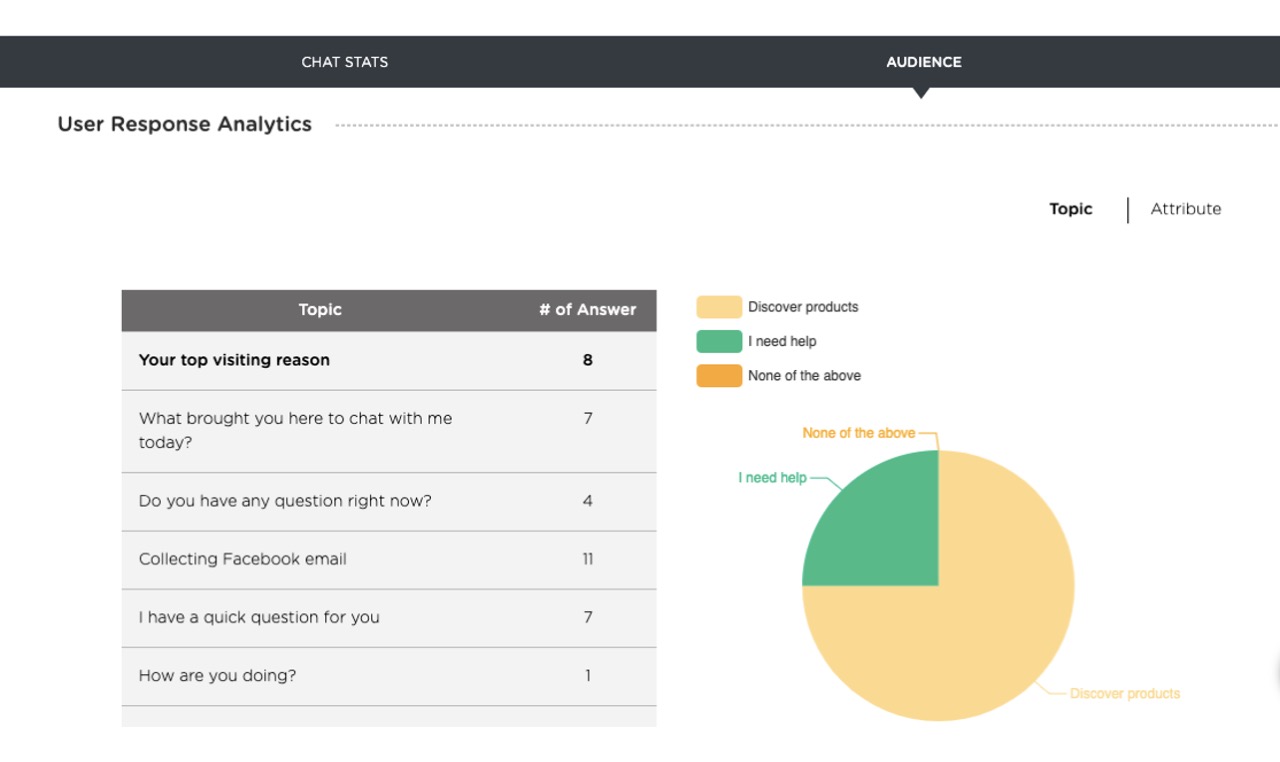 CHAT STATS
AUDIENCE
User Response Analytics
Topic
Attribute
Topic # of Answer
Your top visiting reason 8
What brought you here to chat with me 7
today?
Do you have any question right now? 4
Collecting Facebook email 11
I have a quick question for you 7
How are you doing? 1
Discover products
I need help
None of the above
None of the above
I need help
Discover products